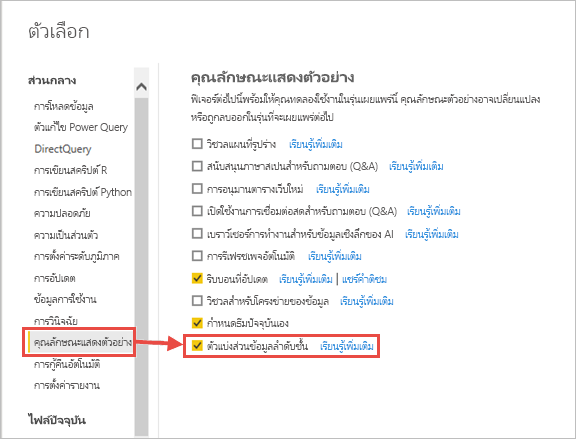 ตัวเลือก
ส่วนกลาง
การโหลดข้อมูล
ตัวแก้ไข Power Query
DirectQuery
การเขียนสคริปต์ R
การเขียนสคริปต์ Python
ความปลอดภัย
ความเป็นส่วนตัว
การตั้งค่าระดับภูมิภาค
การอัปเดต
ข้อมูลการใช้งาน
การวินิจฉัย
คุณลักษณะแสดงตัวอย่าง
การกู้คืนอัตโนมัติ
การตั้งค่ารายงาน
ไฟล์ปัจจุบัน
คุณลักษณะแสดงตัวอย่าง
ฟีเจอร์ต่อไปนี้พร้อมให้คุณทดลองใช้งานในรุ่นเผยแพร่นี้ คุณลักษณะตัวอย่างอาจเปลี่ยนแปลง
หรือถูกลบออกในรุ่นที่จะเผยแพร่ต่อไป
วิชวลแผนที่รูปร่าง เรียนรู้เพิ่มเติม
สนับสนุนภาษาสเปนสำหรับถามตอบ (Q&A) เรียนรู้เพิ่มเติม
การอนุมานตารางเว็บใหม่ เรียนรู้เพิ่มเติม
เปิดใช้งานการเชื่อมต่อสดสำหรับถามตอบ (Q&A) เรียนรู้เพิ่มเติม
เบราว์เซอร์การทำงานสำหรับข้อมูลเชิงลึกของ AI เรียนรู้เพิ่มเติม
การรีเฟรชเพจอัตโนมัติ เรียนรู้เพิ่มเติม
ริบบอนที่อัปเดต เรียนรู้เพิ่มเติม | แชร์คำติชม
วิชวลสำหรับโครงข่ายของข้อมูล เรียนรู้เพิ่มเติม
กำหนดธีมปัจจุบันเอง
ตัวแบ่งส่วนข้อมูลลำดับชั้น เรียนรู้เพิ่มเติม